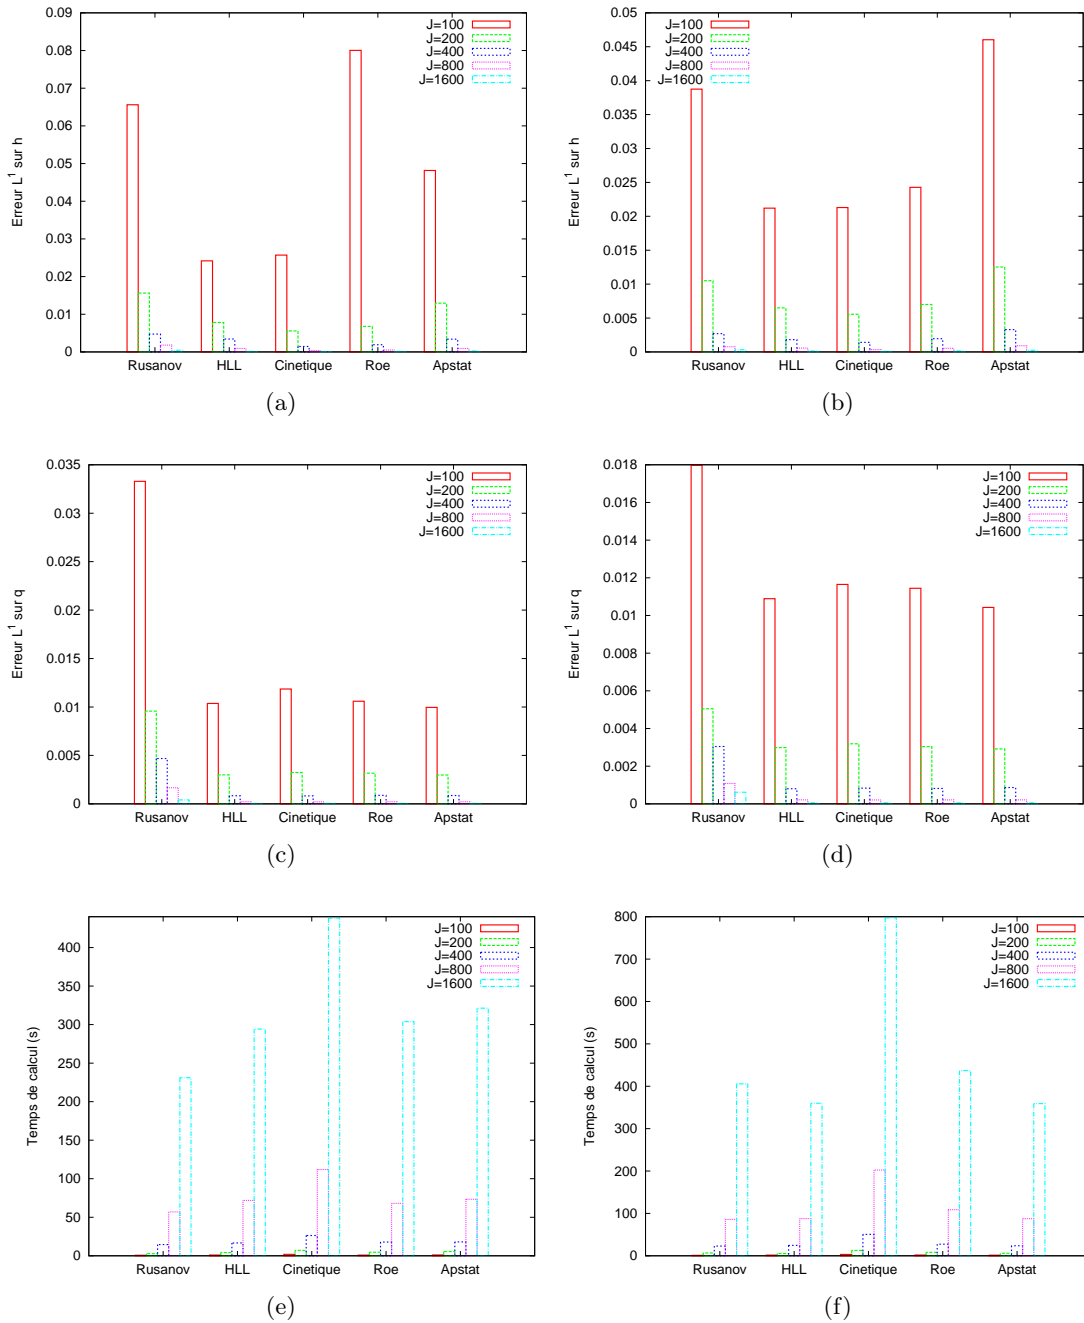 0.09
0.08
0.07
0.06
0.05
0.04
0.03
0.02
0.01
0
Erreur L¹ sur h
J=100
J=200
J=400
J=800
J=1600
Rusanov HLL Cinetique Roe Apstat
(a)
0.05
0.045
0.04
0.035
0.03
0.025
0.02
0.015
0.01
0.005
0
Erreur L¹ sur h
J=100
J=200
J=400
J=800
J=1600
Rusanov HLL Cinetique Roe Apstat
(b)
0.035
0.03
0.025
0.02
0.015
0.01
0.005
0
Erreur L¹ sur q
J=100
J=200
J=400
J=800
J=1600
Rusanov HLL Cinetique Roe Apstat
(c)
0.018
0.016
0.014
0.012
0.01
0.008
0.006
0.004
0.002
0
Erreur L¹ sur q
J=100
J=200
J=400
J=800
J=1600
Rusanov HLL Cinetique Roe Apstat
(d)
400
350
300
250
200
150
100
50
0
Temps de calcul (s)
J=100
J=200
J=400
J=800
J=1600
Rusanov HLL Cinetique Roe Apstat
(e)
800
700
600
500
400
300
200
100
0
Temps de calcul (s)
J=100
J=200
J=400
J=800
J=1600
Rusanov HLL Cinetique Roe Apstat
(f)